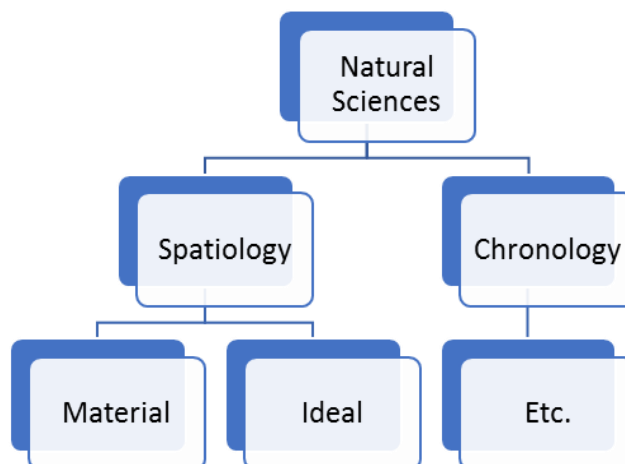 Natural
Sciences
Spatiology
Chronology
Material
Ideal
Etc.